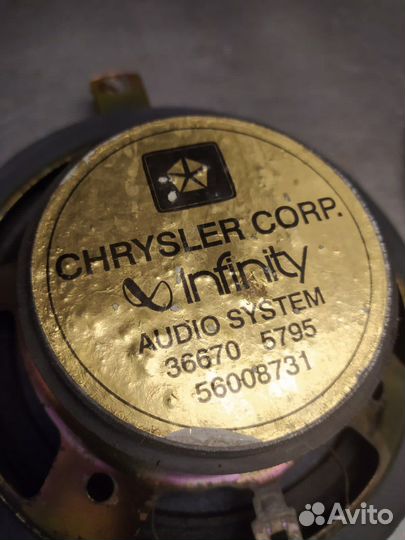 CHRYSLER CORP.
Infinity
AUDIO SYSTEM
36670 5795
56008731
Avito